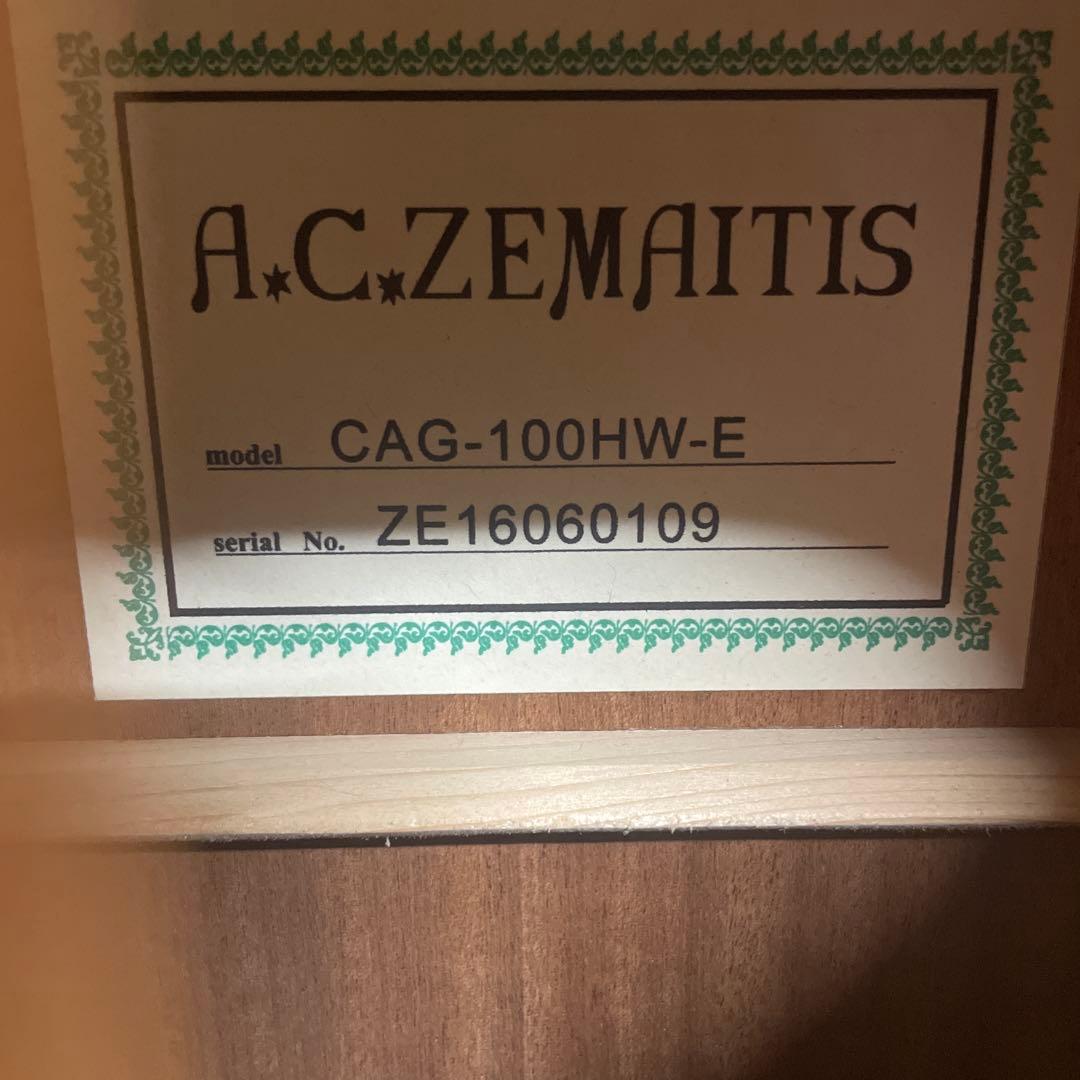 A★C★ZEMAITIS
model CAG-100HW-E
serial No. ZE16060109